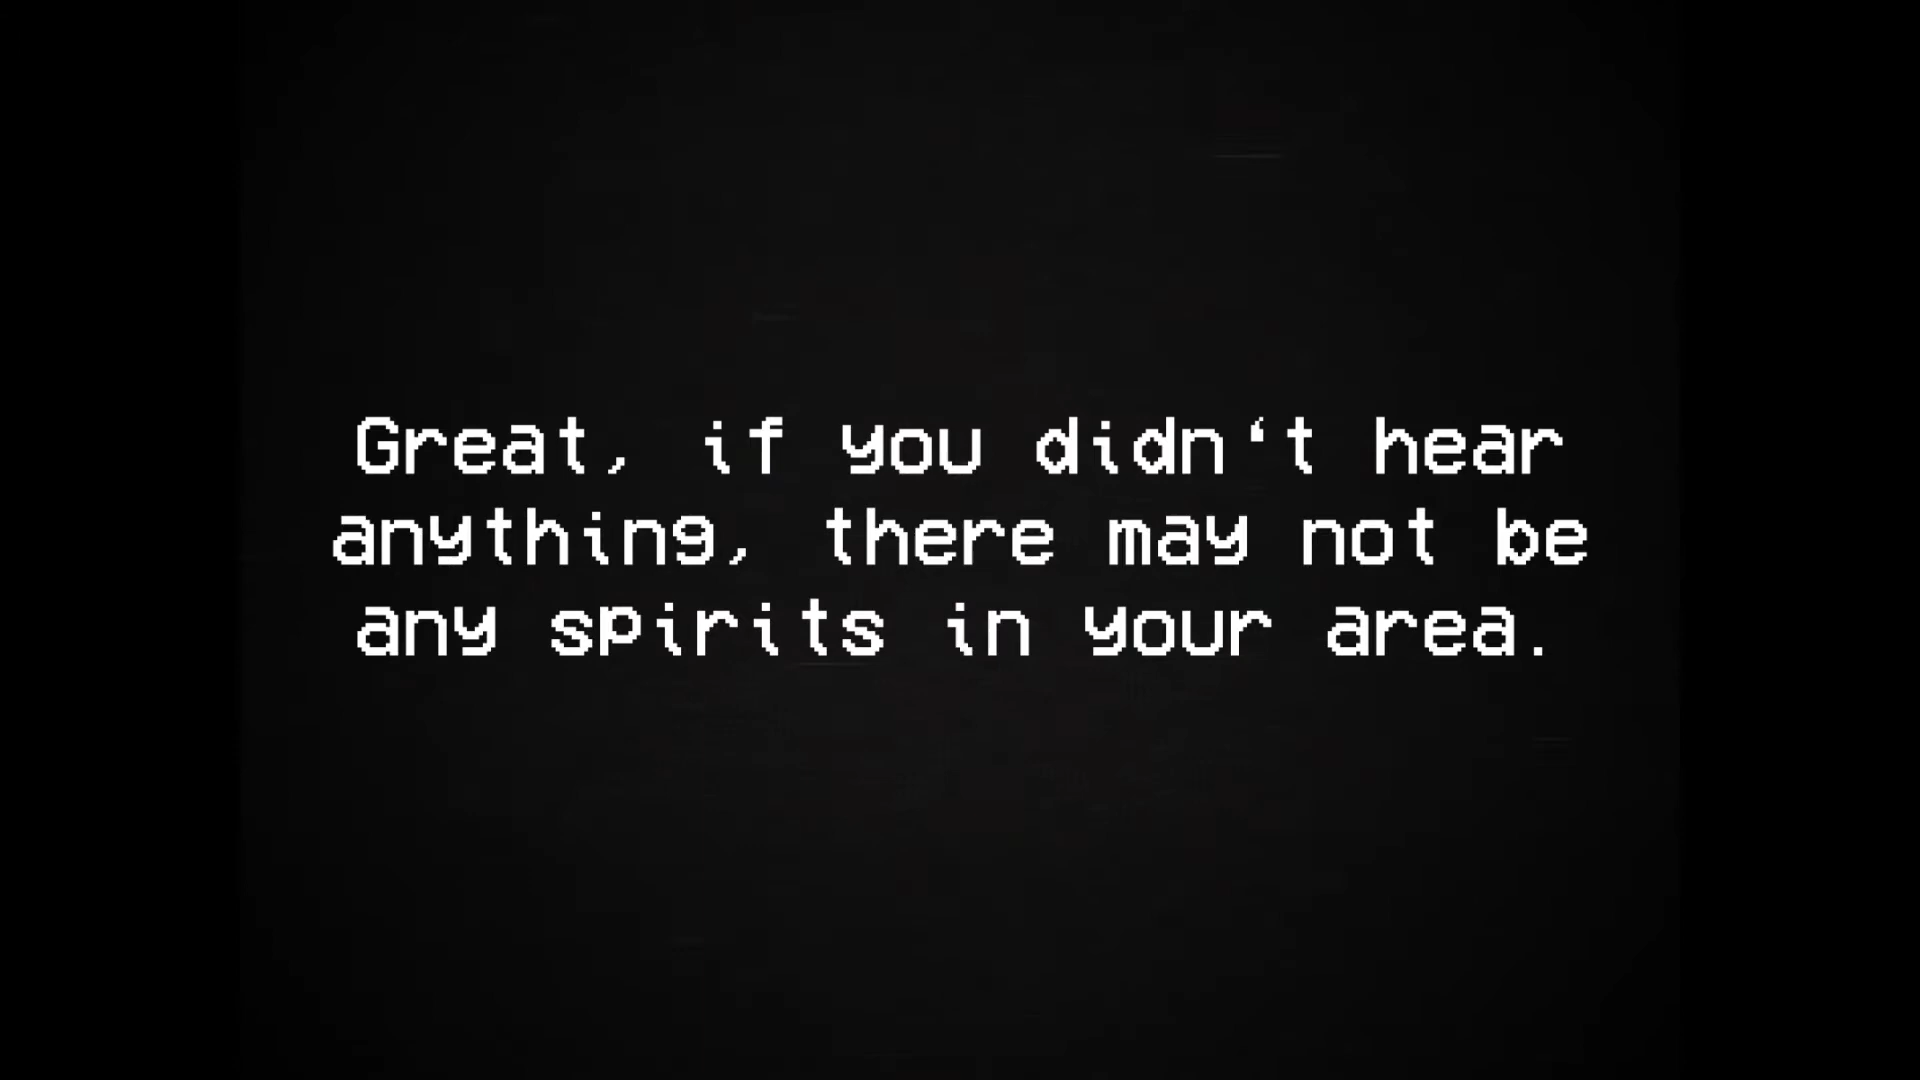 Great, if you didn‘t hear
anything, there may not be
any spirits in your area.